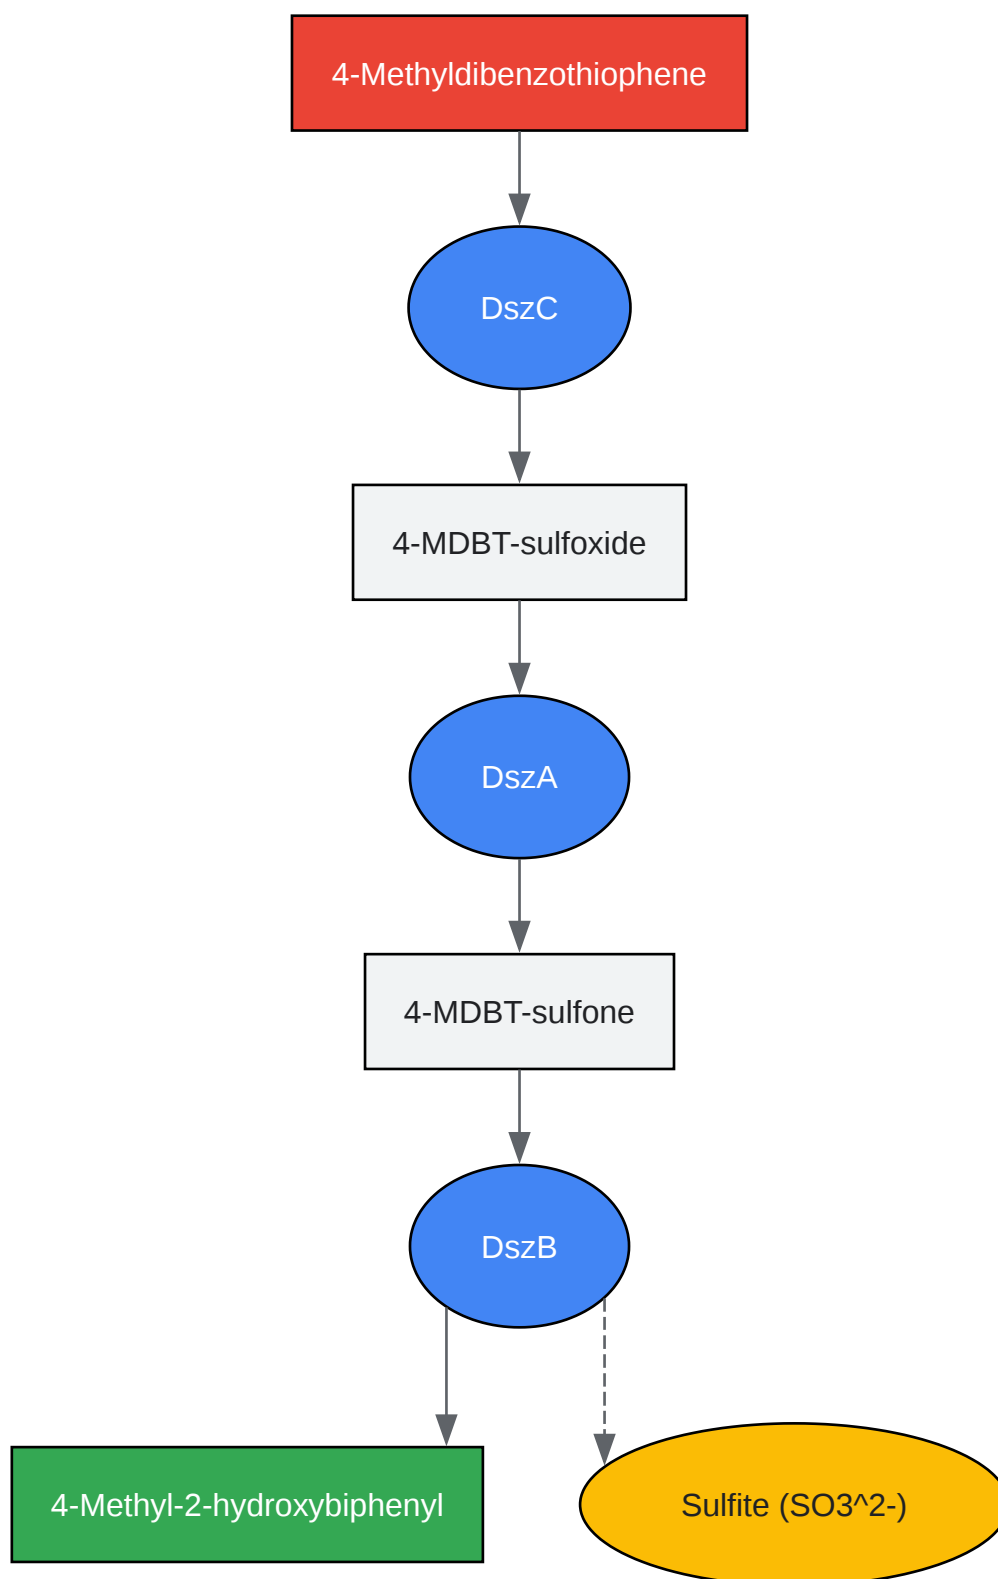 4-Methyldibenzothiophene
DszC
4-MDBT-sulfoxide
DszA
4-MDBT-sulfone
DszB
4-Methyl-2-hydroxybiphenyl
Sulfite (SO3^2-)